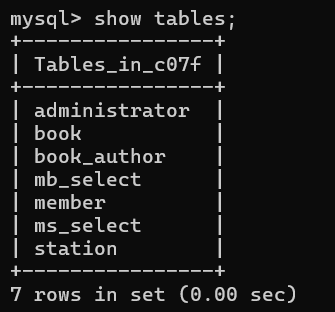 mysql> show tables;
+---------------+
| Tables_in_c07f |
+---------------+
| administrator  |
| book           |
| book_author    |
| mb_select      |
| member         |
| ms_select      |
| station        |
+---------------+
7 rows in set (0.00 sec)